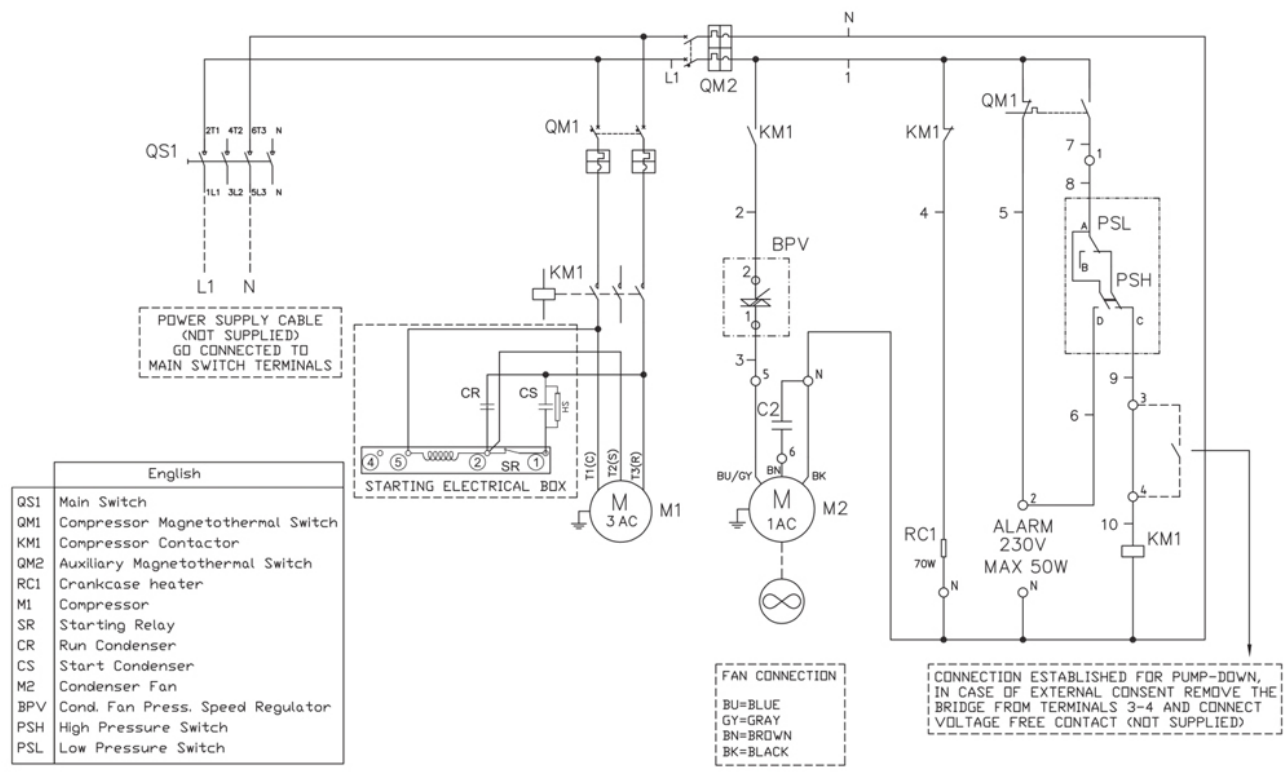 N
L1
QM2
1
QM1
2T1 4T2 6T3 N
QS1
1L1 3L2 5L3 N
QM1
KM1
KM1
7
1
8
2
4
5
A
PSL
B
PSH
D
C
BPV
2
1
L1 N
KM1
POWER SUPPLY CABLE
(NOT SUPPLIED)
GO CONNECTED TO
MAIN SWITCH TERMINALS
3
5
N
9
3
CR
CS
HS
C2
6
6
4
4
5
2
SR
1
T1(C)
T2(S)
T3(R)
STARTING ELECTRICAL BOX
BU/GY
BN
BK
M
3 AC
M1
M
1AC
M2
2
ALARM
230V
MAX 50W
10
KM1
RC1
70W
N
N
English
QS1 Main Switch
QM1 Compressor Magnetothermal Switch
KM1 Compressor Contactor
QM2 Auxiliary Magnetothermal Switch
RC1 Crankcase heater
M1 Compressor
SR Starting Relay
CR Run Condenser
CS Start Condenser
M2 Condenser Fan
BPV Cond. Fan Press. Speed Regulator
PSH High Pressure Switch
PSL Low Pressure Switch
FAN CONNECTION
BU=BLUE
GY=GRAY
BN=BROWN
BK=BLACK
CONNECTION ESTABLISHED FOR PUMP-DOWN,
IN CASE OF EXTERNAL CONSENT REMOVE THE
BRIDGE FROM TERMINALS 3-4 AND CONNECT
VOLTAGE FREE CONTACT (NOT SUPPLIED)